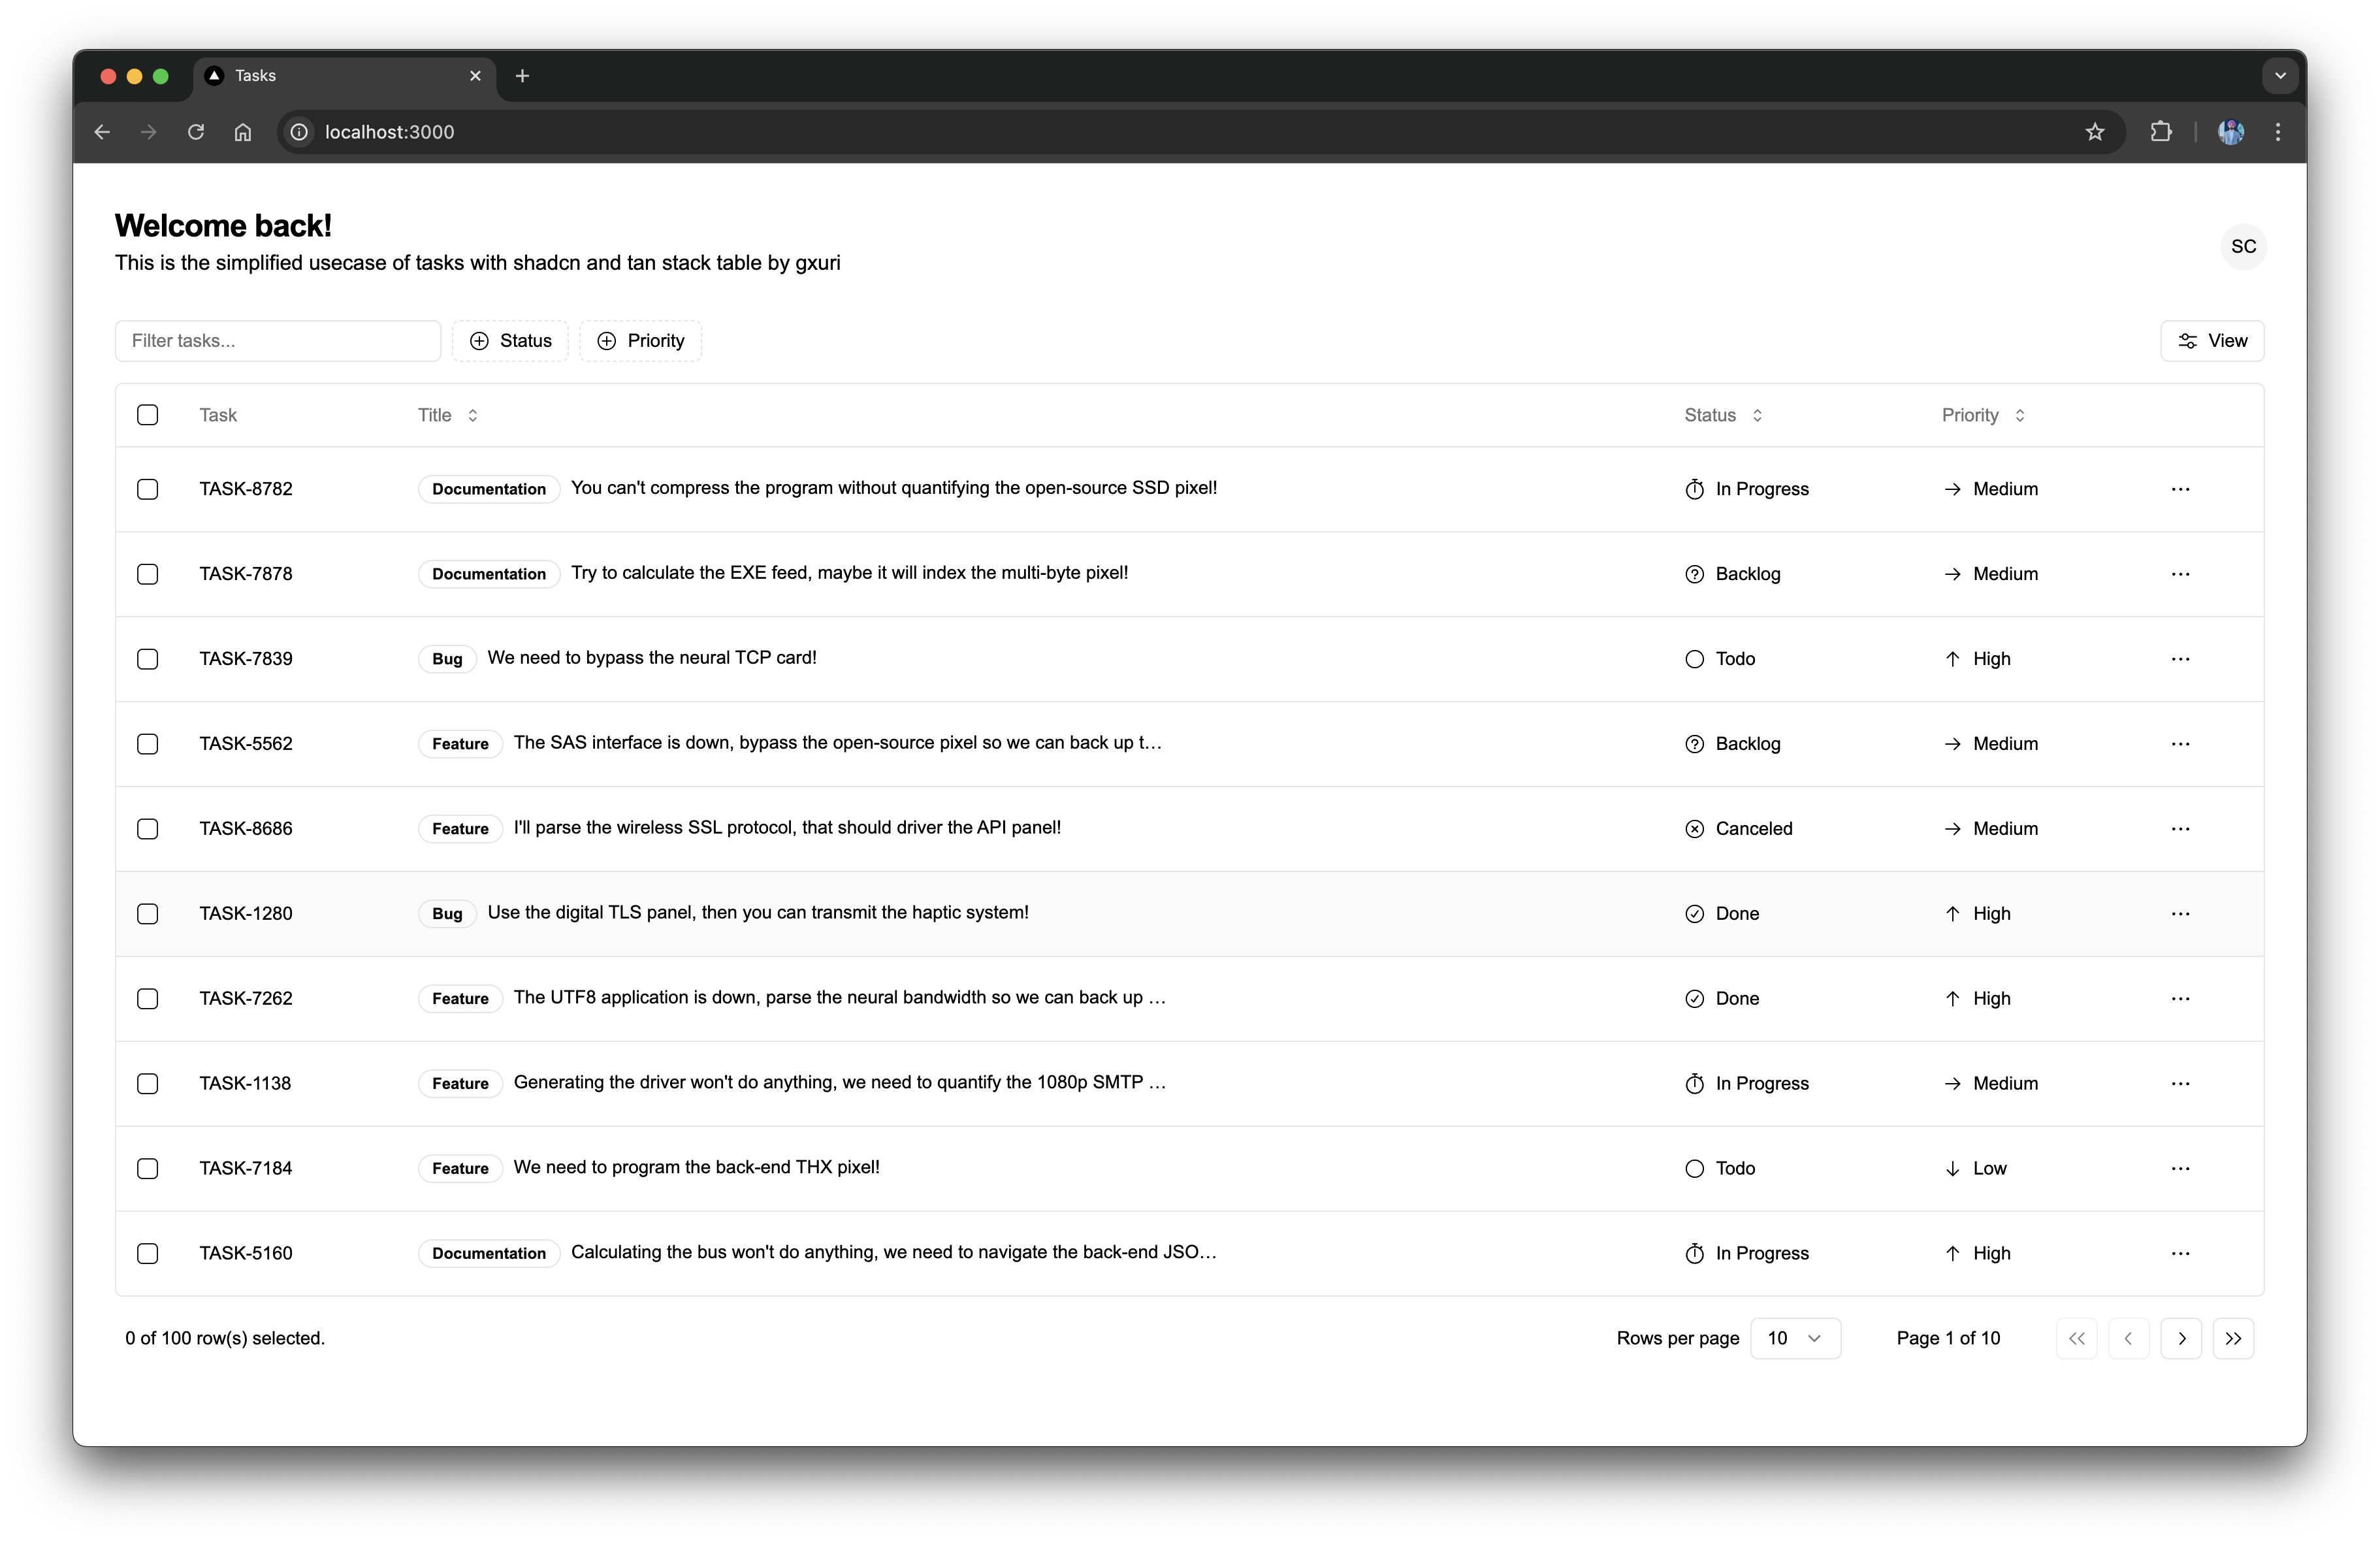 Tasks
localhost:3000
Welcome back!
This is the simplified usecase of tasks with shadcn and tan stack table by gxuri
SC
Filter tasks... Status Priority View
Task Title Status Priority
TASK-8782 Documentation You can't compress the program without quantifying the open-source SSD pixel! In Progress Medium
TASK-7878 Documentation Try to calculate the EXE feed, maybe it will index the multi-byte pixel! Backlog Medium
TASK-7839 Bug We need to bypass the neural TCP card! Todo High
TASK-5562 Feature The SAS interface is down, bypass the open-source pixel so we can back up t... Backlog Medium
TASK-8686 Feature I'll parse the wireless SSL protocol, that should driver the API panel! Canceled Medium
TASK-1280 Bug Use the digital TLS panel, then you can transmit the haptic system! Done High
TASK-7262 Feature The UTF8 application is down, parse the neural bandwidth so we can back up ... Done High
TASK-1138 Feature Generating the driver won't do anything, we need to quantify the 1080p SMTP ... In Progress Medium
TASK-7184 Feature We need to program the back-end THX pixel! Todo Low
TASK-5160 Documentation Calculating the bus won't do anything, we need to navigate the back-end JSO... In Progress High
0 of 100 row(s) selected. Rows per page 10 Page 1 of 10